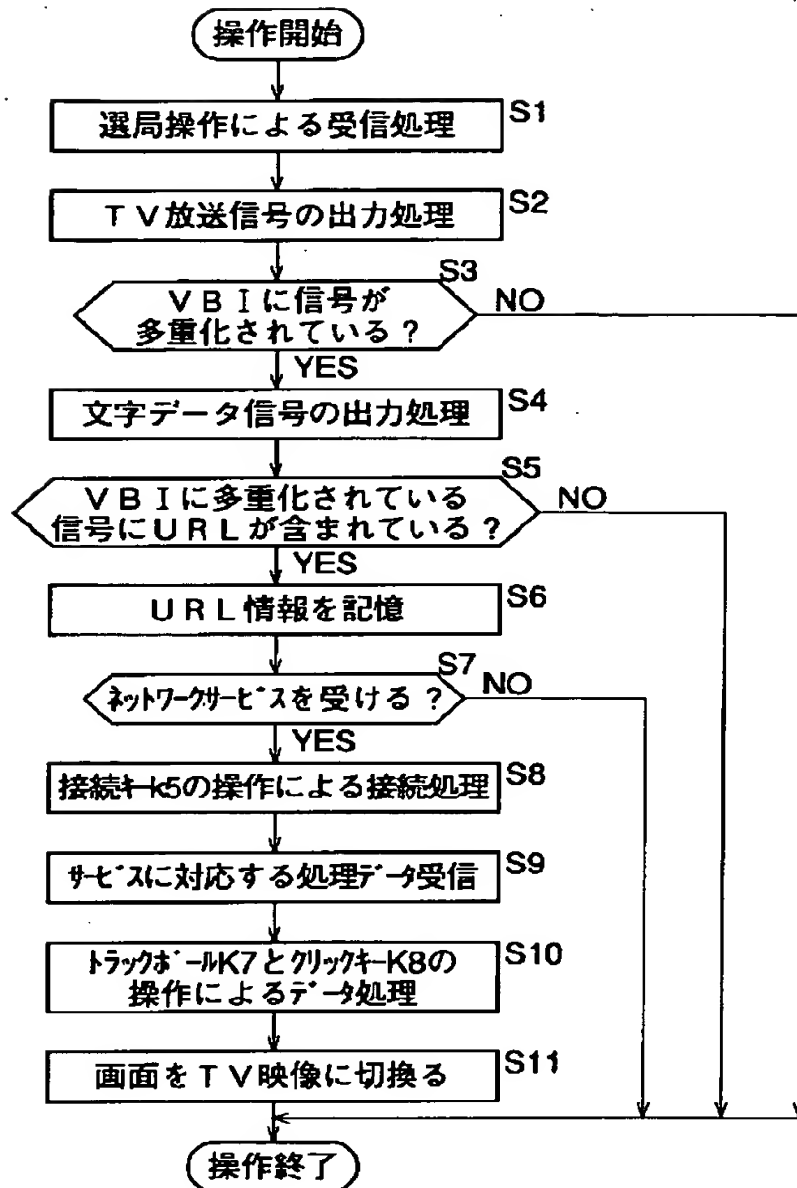 操作開始
選局操作による受信処理 S1
TV放送信号の出力処理 S2
S3
VBIに信号が NO
多重化されている?
YES
文字データ信号の出力処理 S4
S5
VBIに多重化されている NO
信号にURLが含まれている?
YES
URL情報を記憶 S6
S7
ネットワークサービスを受ける? NO
YES
接続キーk5の操作による接続処理 S8
サービスに対応する処理データ受信 S9
トラックボールK7とクリックキーK8の S10
操作によるデータ処理
画面をTV映像に切換る S11
操作終了